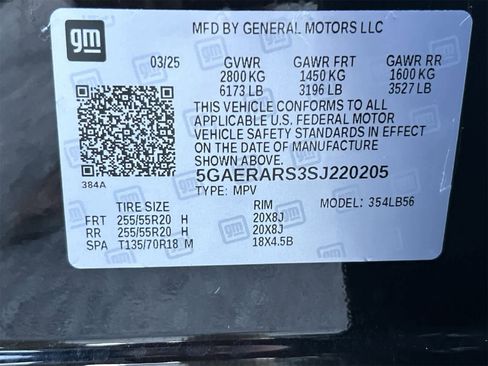 gm
MFD BY GENERAL MOTORS LLC
03/25 GVWR GAWR FRT GAWR RR
2800 KG 1450 KG 1600 KG
6173 LB 3196 LB 3527 LB
THIS VEHICLE CONFORMS TO ALL
APPLICABLE U.S. FEDERAL MOTOR
VEHICLE SAFETY STANDARDS IN EFFECT
ON THE DATE OF MANUFACTURE
SHOWN ABOVE.
384A
5GAERARS3SJ220205
TYPE: MPV MODEL: 354LB56
TIRE SIZE RIM
FRT 255/55R20 H 20X8J
RR 255/55R20 H 20X8J
SPA T135/70R18 M 18X4.5B